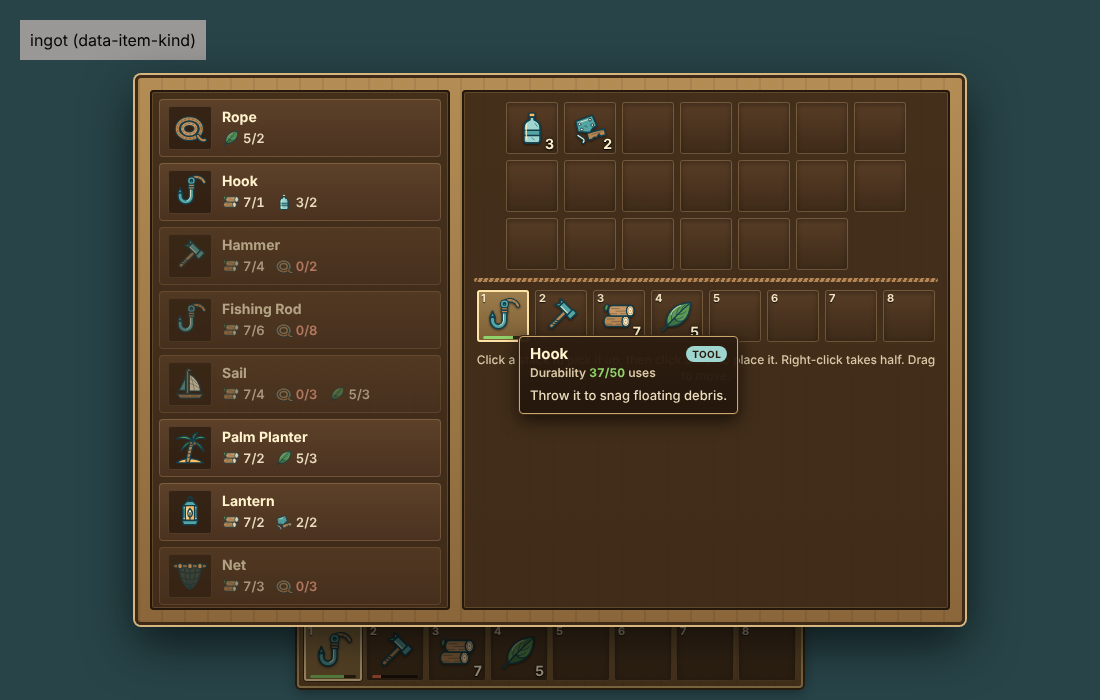 ingot (data-item-kind)
Rope
5/2
Hook
7/1 3/2
Hammer
7/4 0/2
Fishing Rod
7/6 0/8
Sail
7/4 0/3 5/3
Palm Planter
7/2 5/3
Lantern
7/2 2/2
Net
7/3 0/3
3 2
1 2 3 4 5 6 7 8
7 5
Click a place it. Right-click takes half. Drag
Hook TOOL
Durability 37/50 uses
Throw it to snag floating debris.
1 2 3 4 5 6 7 8
7 5